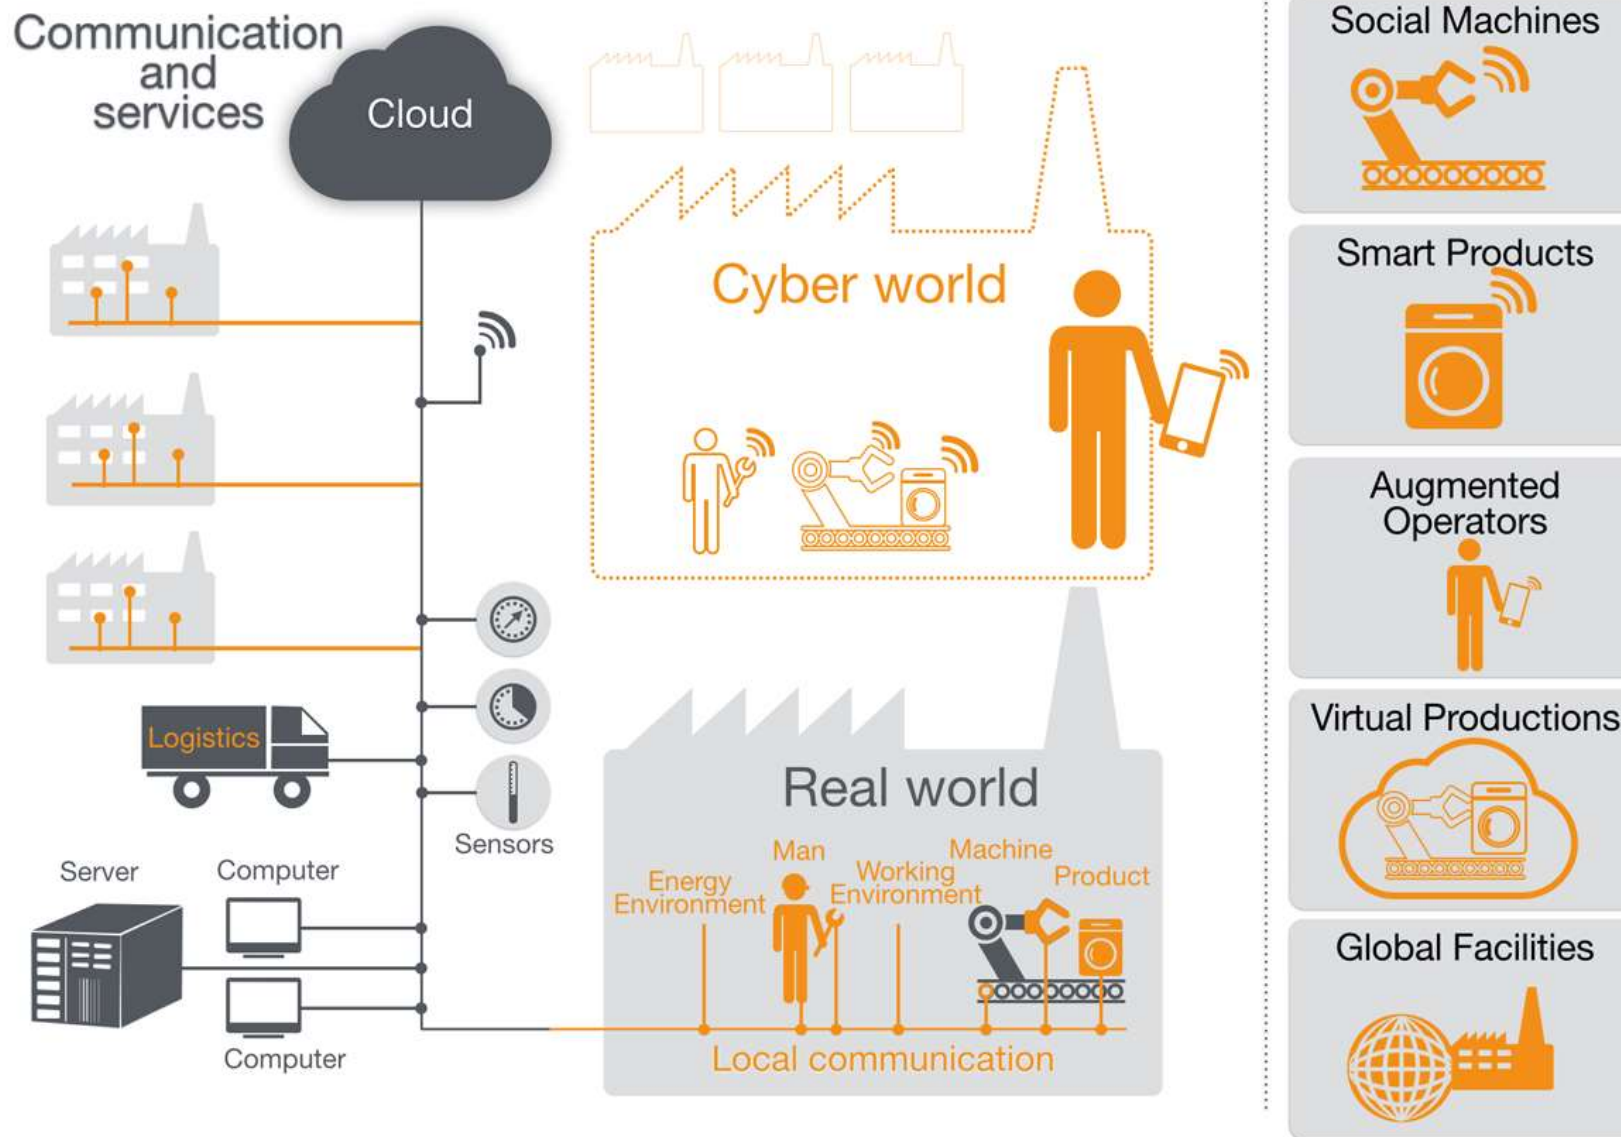 Communication
and
services
Cloud
Logistics
Sensors
Server
Computer
Computer
Cyber world
Real world
Energy
Environment
Man
Working
Environment
Machine
Product
Local communication
Social Machines
Smart Products
Augmented
Operators
Virtual Productions
Global Facilities